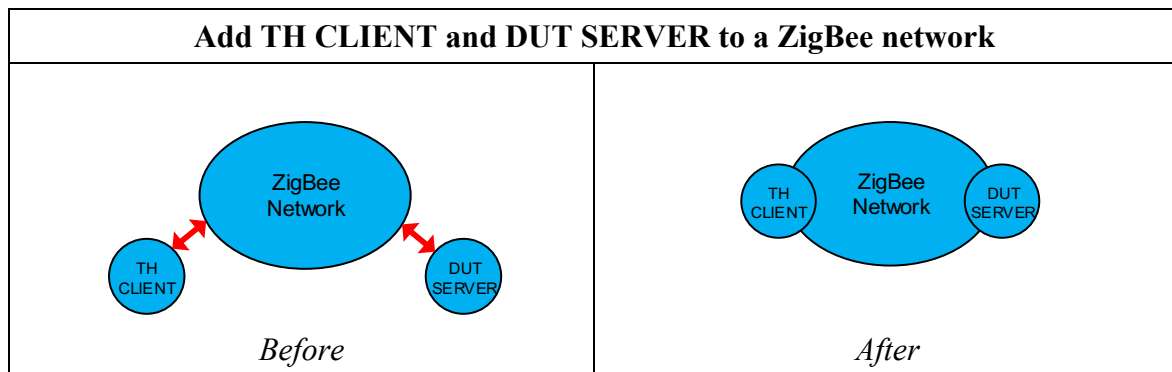 Add TH CLIENT and DUT SERVER to a ZigBee network
ZigBee
Network
TH
CLIENT
DUT
SERVER
Before
ZigBee
Network
TH
CLIENT
DUT
SERVER
After